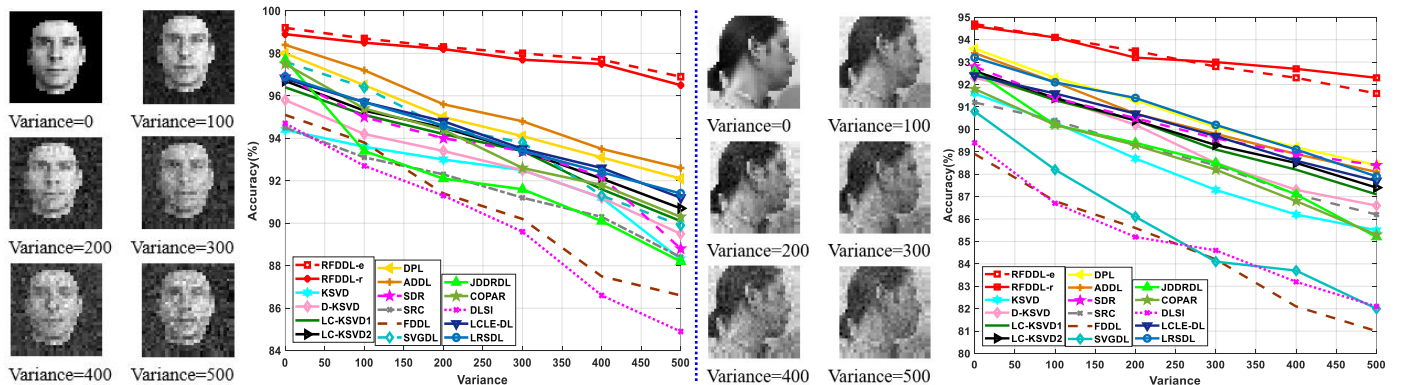 Variance=0
Variance=100
Variance=200
Variance=300
Variance=400
Variance=500
Accuracy(%)
100
98
96
94
92
90
88
86
84
RFDDL-e
RFDDL-r
KSVD
D-KSVD
LC-KSVD1
LC-KSVD2
DPL
ADDL
SDR
SRC
FDDL
SVGDL
JDDRDL
COPAR
DLSI
LCLE-DL
LRSDL
0 50 100 150 200 250 300 350 400 450 500
Variance
Variance=0
Variance=100
Variance=200
Variance=300
Variance=400
Variance=500
Accuracy(%)
95
94
93
92
91
90
89
88
87
86
85
84
83
82
81
80
RFDDL-e
RFDDL-r
KSVD
D-KSVD
LC-KSVD1
LC-KSVD2
DPL
ADDL
SDR
SRC
FDDL
SVGDL
JDDRDL
COPAR
DLSI
LCLE-DL
LRSDL
0 50 100 150 200 250 300 350 400 450 500
Variance